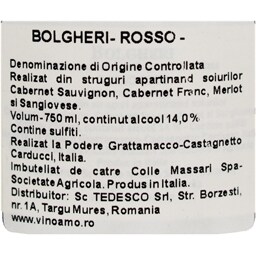 BOLGHERI- ROSSO -
Denominazione di Origine Controllata
Realizat din struguri apartinand soiurilor
Cabernet Sauvignon, Cabernet Franc, Merlot
si Sangiovese.
Volum- 750 ml, continut alcool 14,0%
Contine sulfiti.
Realizat la Podere Grattamacco-Castagnetto
Carducci, Italia.
Imbuteliat de catre Colle Massari Spa-
Societate Agricola. Produs in Italia.
Distribuitor: Sc TEDESCO Srl, Str. Borzesti,
nr.1A, Targu Mures, Romania
www.vinoamo.ro